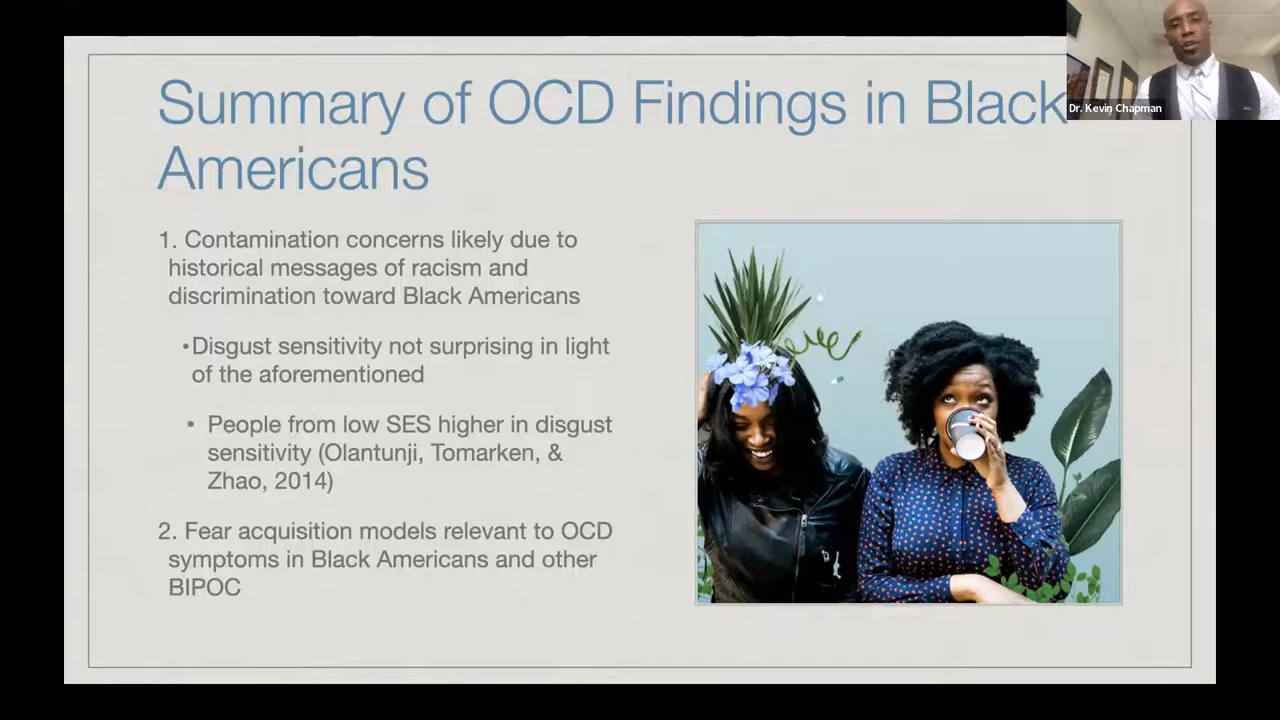 Summary of OCD Findings in Black
Americans
Dr. Kevin Chapman
1. Contamination concerns likely due to
historical messages of racism and
discrimination toward Black Americans
•Disgust sensitivity not surprising in light
of the aforementioned
• People from low SES higher in disgust
sensitivity (Olantunji, Tomarken, &
Zhao, 2014)
2. Fear acquisition models relevant to OCD
symptoms in Black Americans and other
BIPOC